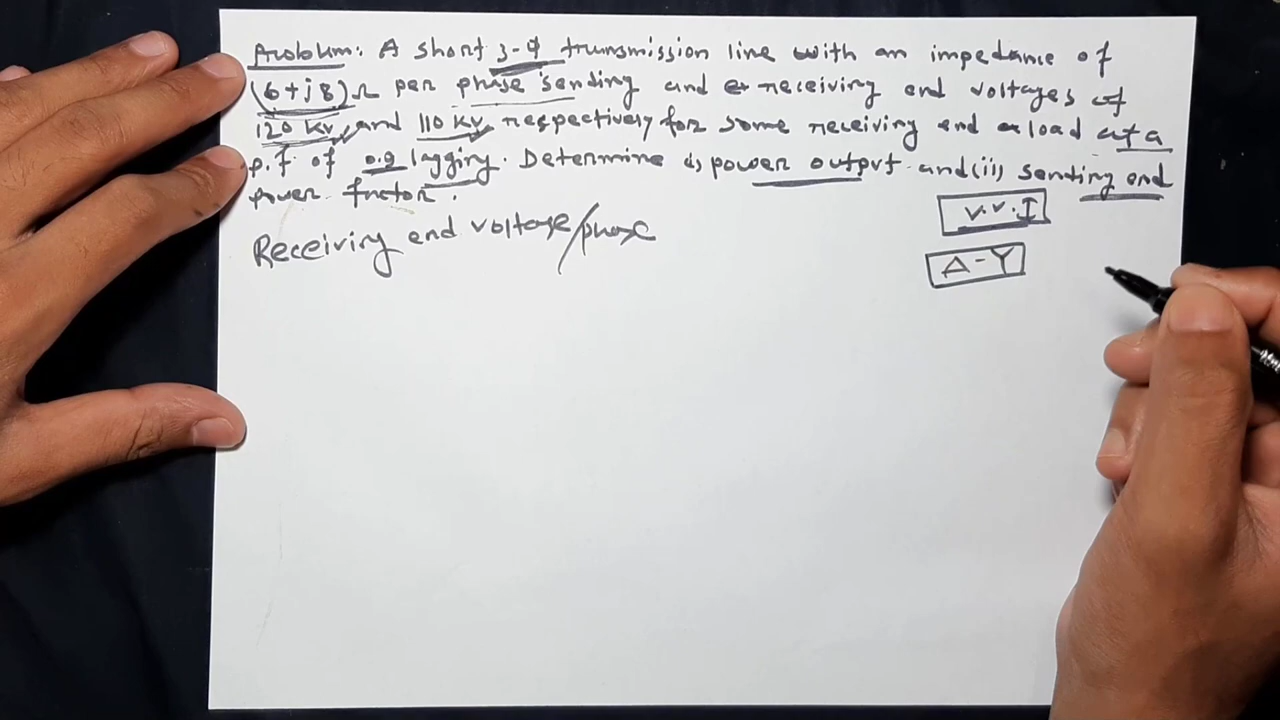 Problem: A short 3-φ transmission line with an impedance of
(6+j8)Ω per phase sending and receiving end voltages of
120 kv and 110 kv respectively for some receiving end load at a
p.f of 0.9 lagging. Determine i) power output and (ii) sending end
power factor.
V.V.I
Receiving end voltage/phase
Δ-Y